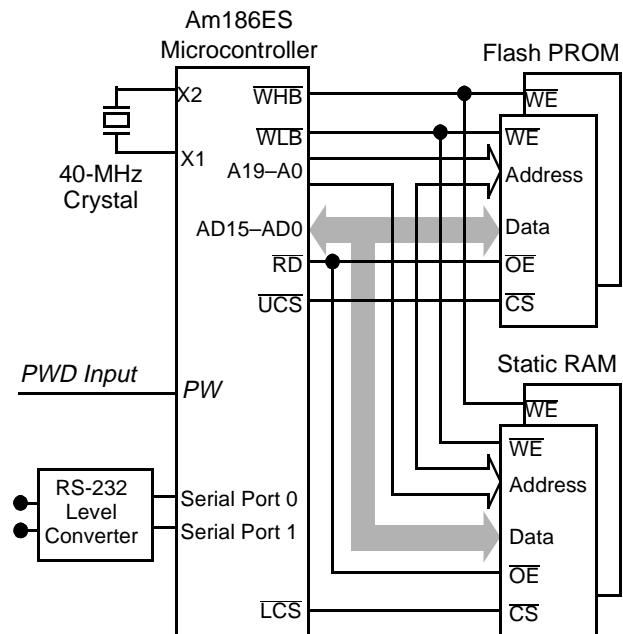 Am186ES
Microcontroller
X2
X1
40-MHz
Crystal
WHB
WLB
A19–A0
AD15–AD0
RD
UCS
PWD Input
PW
RS-232
Level
Converter
Serial Port 0
Serial Port 1
LCS
Flash PROM
WE
WE
Address
Data
OE
CS
Static RAM
WE
WE
Address
Data
OE
CS